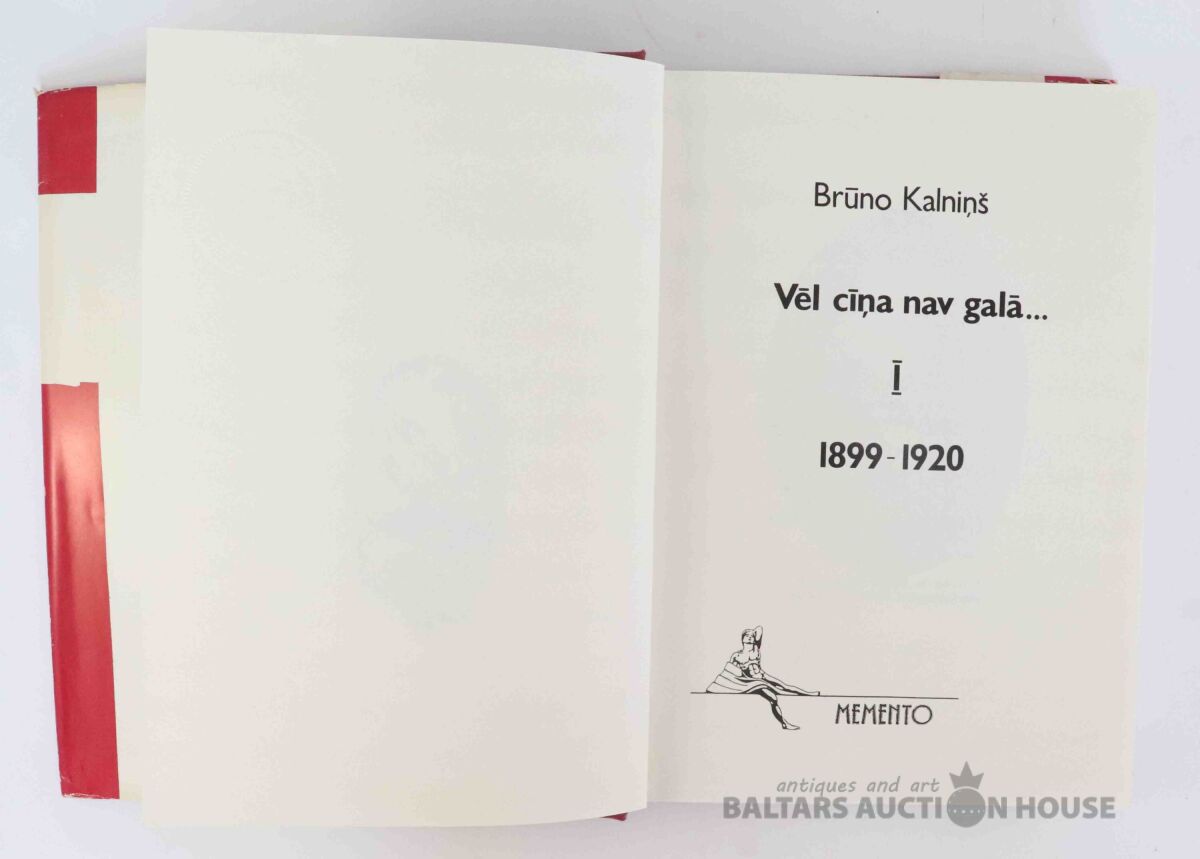 Brūno Kalniņš
Vēl cīņa nav galā...
I
1899-1920
MEMENTO
antiques and art
BALTARS AUCTION HOUSE